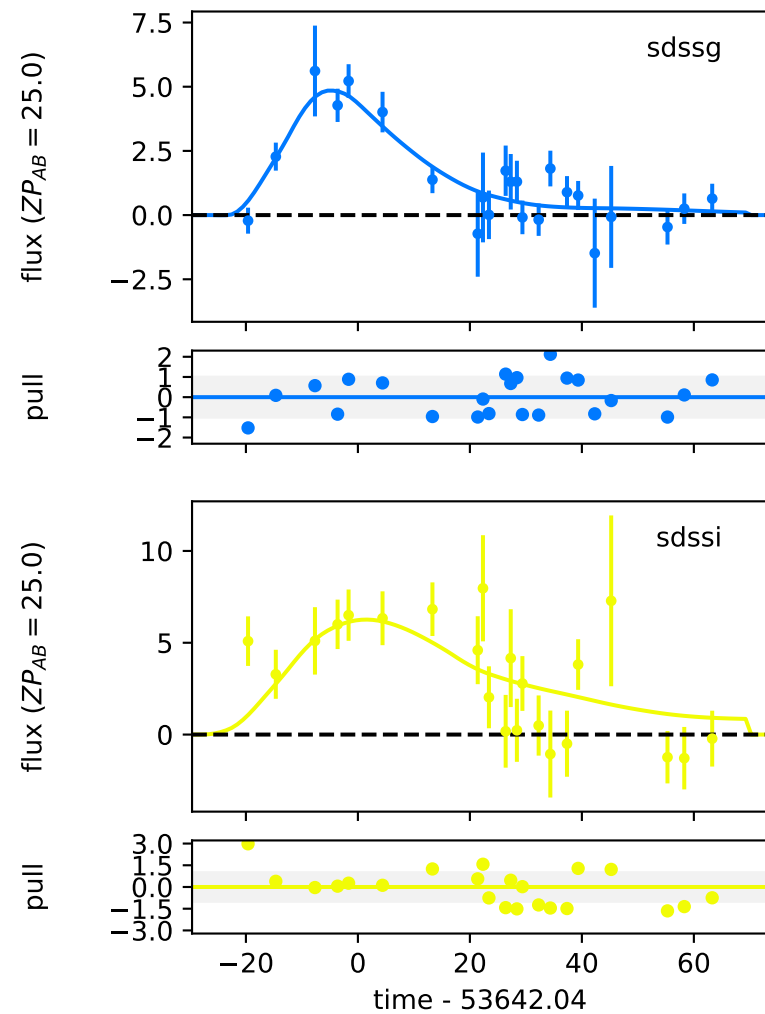 sdssg
flux (ZP_AB = 25.0)
7.5
5.0
2.5
0.0
−2.5
pull
2
1
0
−1
−2
sdssi
flux (ZP_AB = 25.0)
10
5
0
pull
3.0
1.5
0.0
−1.5
−3.0
−20 0 20 40 60
time - 53642.04